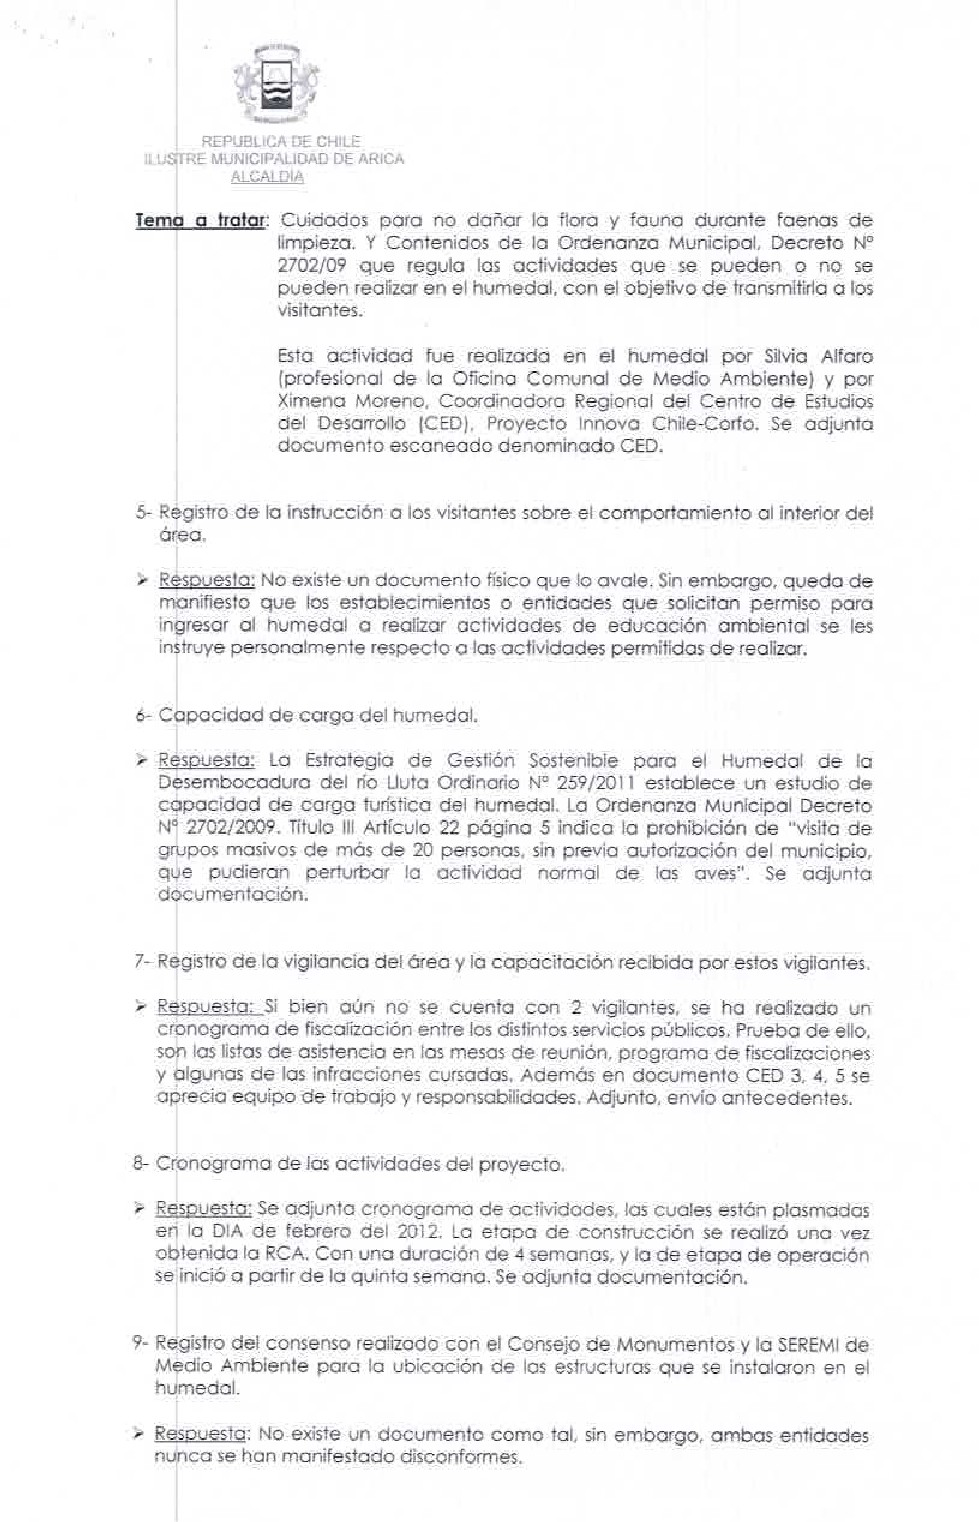 REPUBLICA DE CHILE
ILUSTRE MUNICIPALIDAD DE ARICA
ALCALDIA
Tema a tratar: Cuidados para no dañar la flora y fauna durante faenas de
limpieza. Y Contenidos de la Ordenanza Municipal, Decreto Nº
2702/09 que regula las actividades que se pueden o no se
pueden realizar en el humedal, con el objetivo de transmitirla a los
visitantes.
Esta actividad fue realizada en el humedal por Silvia Alfaro
(profesional de la Oficina Comunal de Medio Ambiente) y por
Ximena Moreno, Coordinadora Regional del Centro de Estudios
del Desarrollo (CED), Proyecto Innova Chile-Corfo. Se adjunta
documento escaneado denominado CED.
5- Registro de la instrucción a los visitantes sobre el comportamiento al interior del
área.
➢ Respuesta: No existe un documento físico que lo avale. Sin embargo, queda de
manifiesto que los establecimientos o entidades que solicitan permiso para
ingresar al humedal a realizar actividades de educación ambiental se les
instruye personalmente respecto a las actividades permitidas de realizar.
6- Capacidad de carga del humedal.
➢ Respuesta: La Estrategia de Gestión Sostenible para el Humedal de la
Desembocadura del río Lluta Ordinario Nº 259/2011 establece un estudio de
capacidad de carga turística del humedal. La Ordenanza Municipal Decreto
Nº 2702/2009. Titulo III Artículo 22 página 5 indica la prohibición de "visita de
grupos masivos de más de 20 personas, sin previa autorización del municipio,
que pudieran perturbar la actividad normal de las aves". Se adjunta
documentación.
7- Registro de la vigilancia del área y la capacitación recibida por estos vigilantes.
➢ Respuesta: Si bien aún no se cuenta con 2 vigilantes, se ha realizado un
cronograma de fiscalización entre los distintos servicios públicos. Prueba de ello,
son las listas de asistencia en las mesas de reunión, programa de fiscalizaciones
y algunas de las infracciones cursadas. Además en documento CED 3, 4, 5 se
aprecia equipo de trabajo y responsabilidades. Adjunto, envío antecedentes.
8- Cronograma de las actividades del proyecto.
➢ Respuesta: Se adjunta cronograma de actividades, las cuales están plasmadas
en la DIA de febrero del 2012. La etapa de construcción se realizó una vez
obtenida la RCA. Con una duración de 4 semanas, y la de etapa de operación
se inició a partir de la quinta semana. Se adjunta documentación.
9- Registro del consenso realizado con el Consejo de Monumentos y la SEREMI de
Medio Ambiente para la ubicación de las estructuras que se instalaron en el
humedal.
➢ Respuesta: No existe un documento como tal, sin embargo, ambas entidades
nunca se han manifestado disconformes.